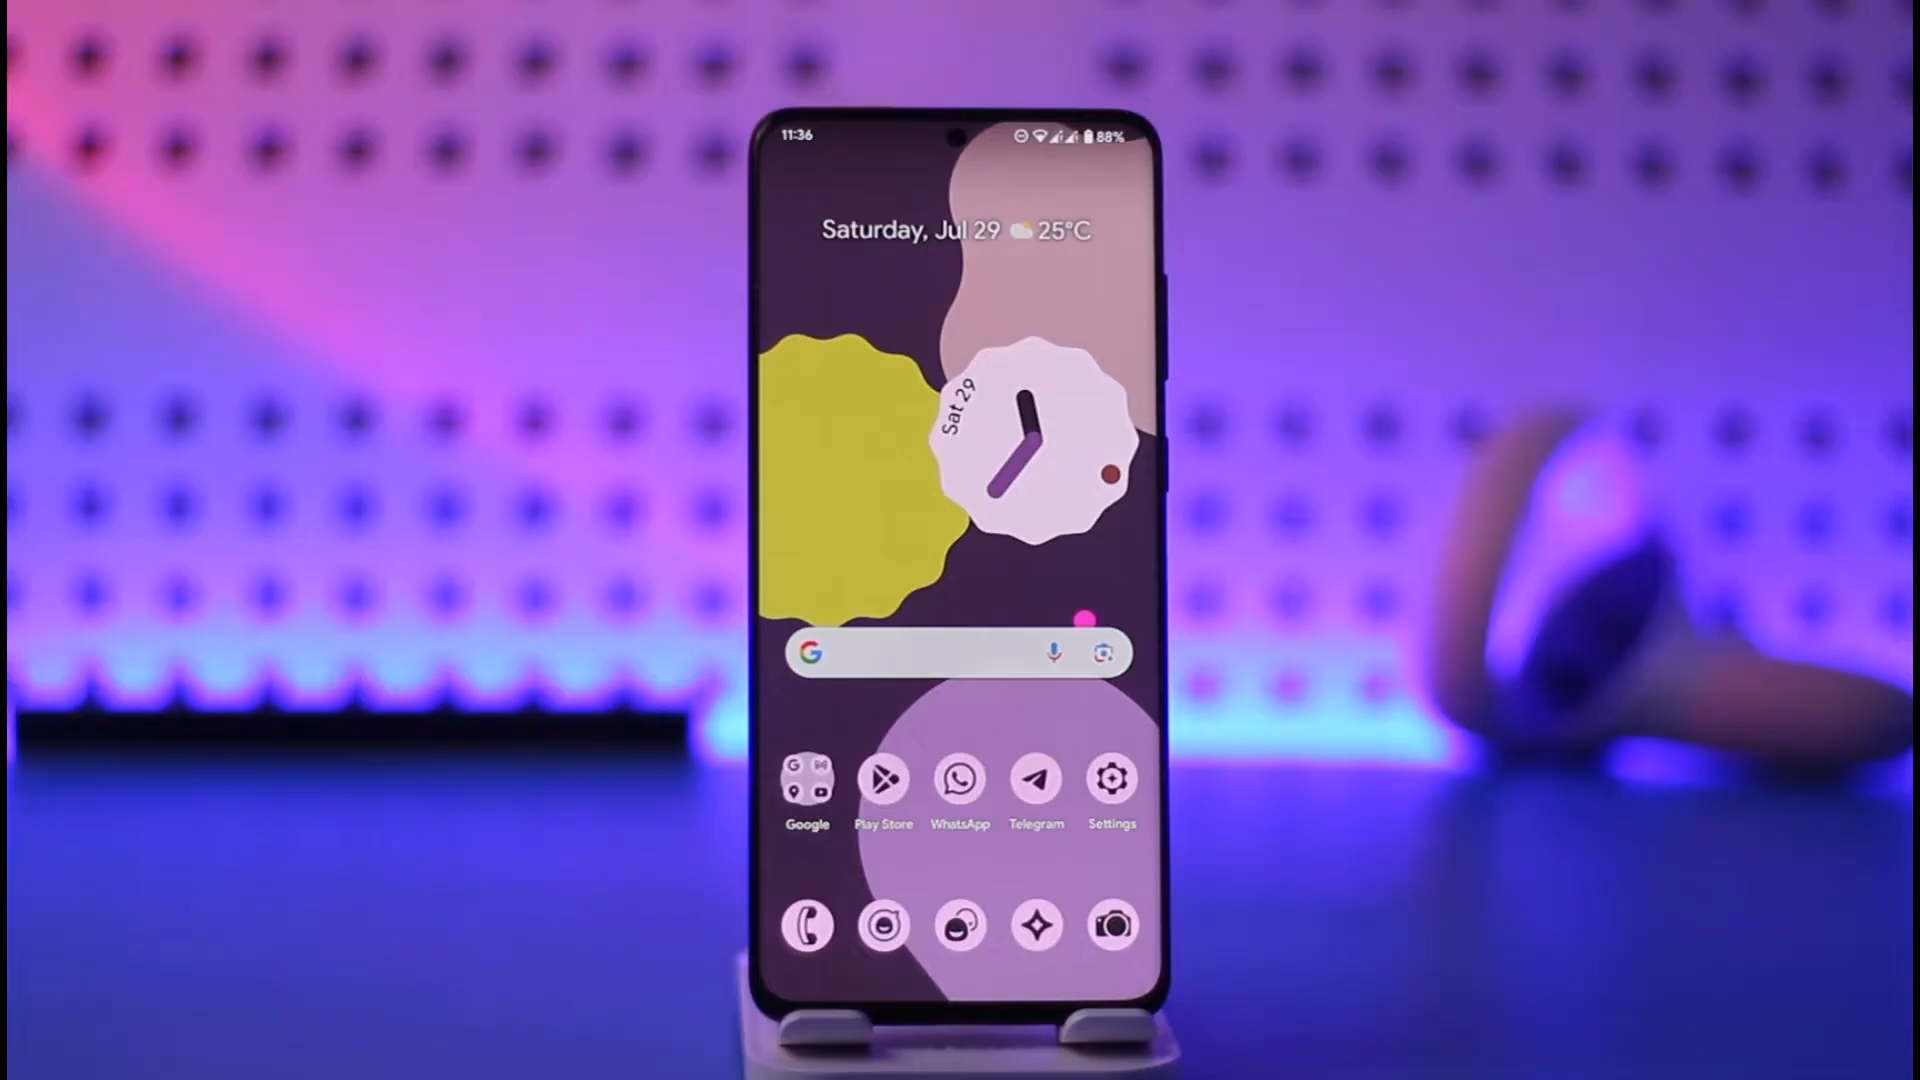 11:36 88%
Saturday, Jul 29 25°C
Sat 29
G
G
Google Play Store WhatsApp Telegram Settings